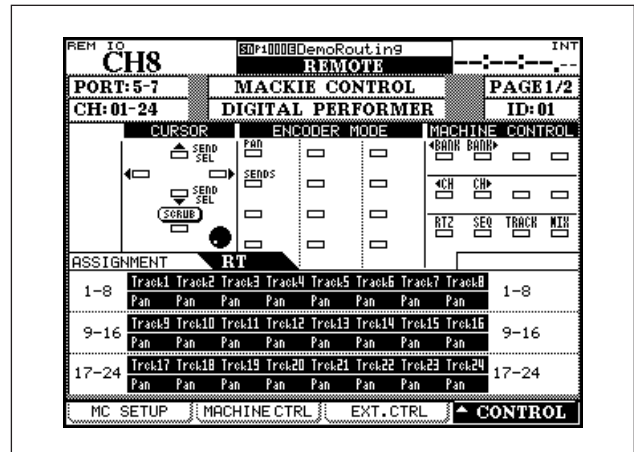 REM IO
CH8
SDP1000EDemoRouting
REMOTE
INT
--:--:--.--
PORT:5-7
MACKIE CONTROL
PAGE1/2
CH:01-24
DIGITAL PERFORMER
ID:01
CURSOR
ENCODER MODE
MACHINE CONTROL
SEND SEL
PAN
BANK BANK
SENDS
SEND SEL
CH CH
SCRUB
RTZ SEQ TRACK MIX
ASSIGNMENT
RT
1-8
Track1 Track2 Track3 Track4 Track5 Track6 Track7 Track8
1-8
Pan Pan Pan Pan Pan Pan Pan Pan
9-16
Track9 Trck10 Trck11 Trck12 Trck13 Trck14 Trck15 Trck16
9-16
Pan Pan Pan Pan Pan Pan Pan Pan
17-24
Trck17 Trck18 Trck19 Trck20 Trck21 Trck22 Trck23 Trck24
17-24
Pan Pan Pan Pan Pan Pan Pan Pan
MC SETUP
MACHINE CTRL
EXT.CTRL
CONTROL